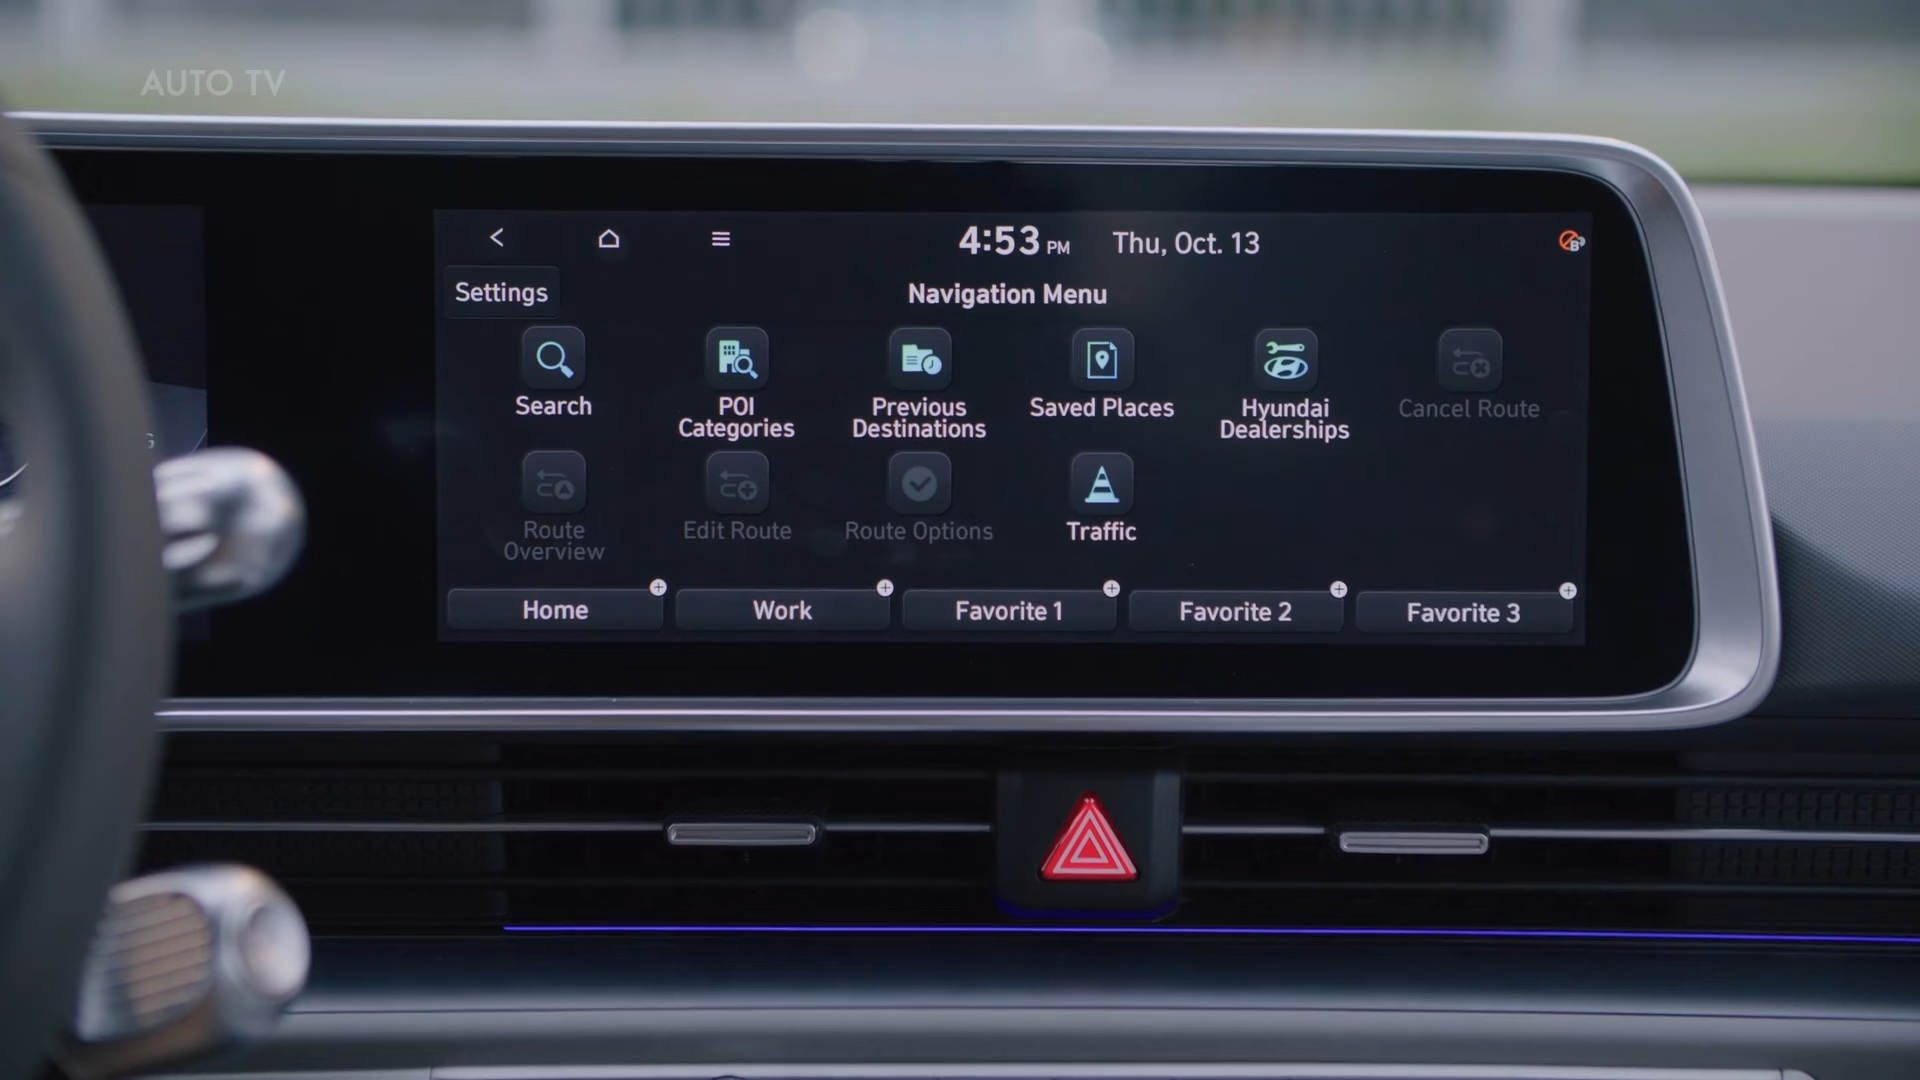 AUTO TV
4:53 PM Thu, Oct. 13
Settings
Navigation Menu
Search
POI
Categories
Previous
Destinations
Saved Places
Hyundai
Dealerships
Cancel Route
Route
Overview
Edit Route
Route Options
Traffic
Home
Work
Favorite 1
Favorite 2
Favorite 3